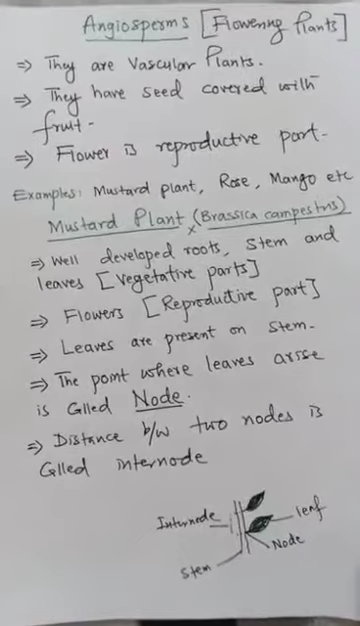 Angiosperms [Flowering Plants]
⇒ They are Vascular Plants.
⇒ They have seed covered with
fruit.
⇒ Flower is reproductive part.
Examples: Mustard plant, Rose, Mango etc
Mustard Plant (Brassica campestris)
⇒ Well developed roots, Stem and
leaves [Vegetative parts]
⇒ Flowers [Reproductive part]
⇒ Leaves are present on stem.
⇒ The point where leaves arise
is Called Node.
⇒ Distance b/w two nodes is
Called internode
Internode
leaf
Node
Stem